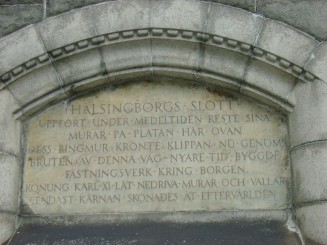 HÄLSINGBORGS · SLOTT
UPPFÖRT · UNDER · MEDELTIDEN · RESTE · SINA
MURAR · PÅ · PLATÅN · HÄR · OVAN
DESS · RINGMUR · KRÖNTE · KLIPPAN · NU · GENOM
BRUTEN · AV · DENNA · VÄG · NYARE · TID · BYGGDE
FÄSTNINGSVERK · KRING · BORGEN
KONUNG · KARL · XI · LÄT · NEDRIVA · MURAR · OCH · VALLAR
ENDAST · KÄRNAN · SKONADES · ÅT · EFTERVÄRLDEN